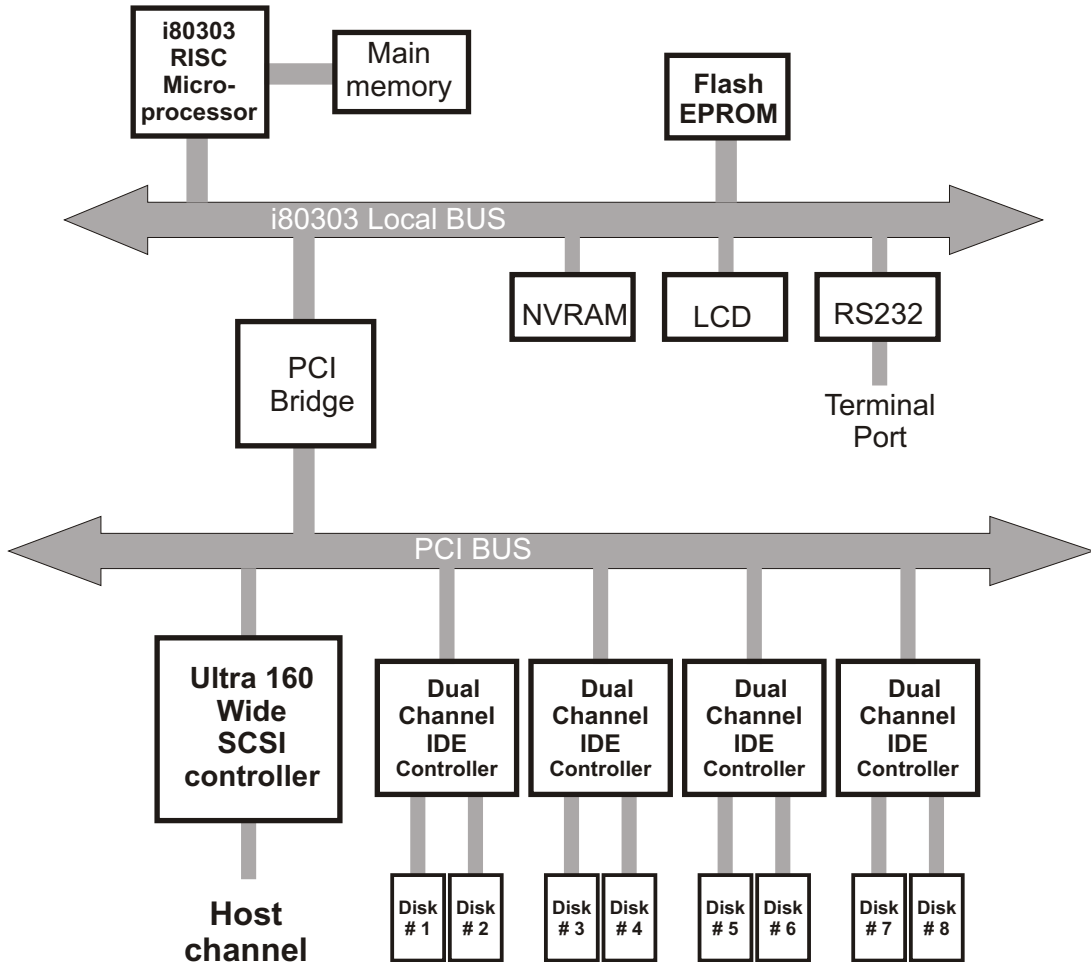 i80303
RISC
Micro-
processor
Main
memory
Flash
EPROM
i80303 Local BUS
NVRAM
LCD
RS232
PCI
Bridge
Terminal
Port
PCI BUS
Ultra 160
Wide
SCSI
controller
Dual
Channel
IDE
Controller
Dual
Channel
IDE
Controller
Dual
Channel
IDE
Controller
Dual
Channel
IDE
Controller
Host
channel
Disk
# 1
Disk
# 2
Disk
# 3
Disk
# 4
Disk
# 5
Disk
# 6
Disk
# 7
Disk
# 8